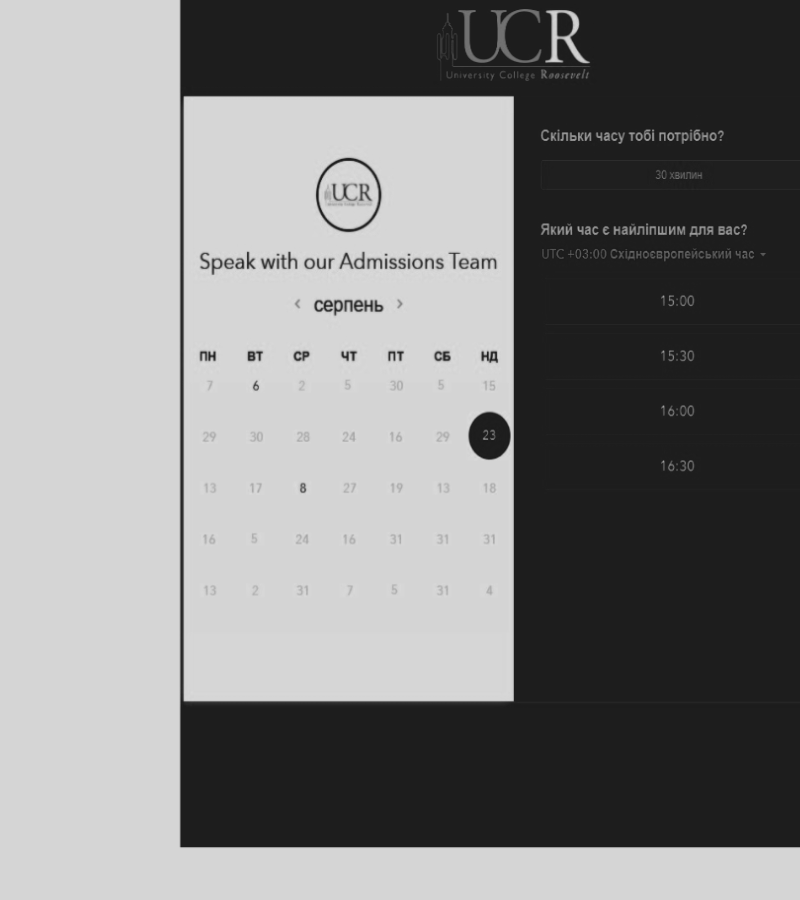 UCR
University College Roosevelt
UCR
Speak with our Admissions Team
серпень
ПН ВТ СР ЧТ ПТ СБ НД
7 6 2 5 30 5 15
29 30 28 24 16 29 23
13 17 8 27 19 13 18
16 5 24 16 31 31 31
13 2 31 7 5 31 4
Скільки часу тобі потрібно?
30 хвилин
Який час є найліпшим для вас?
UTC +03:00 Східноєвропейський час
15:00
15:30
16:00
16:30